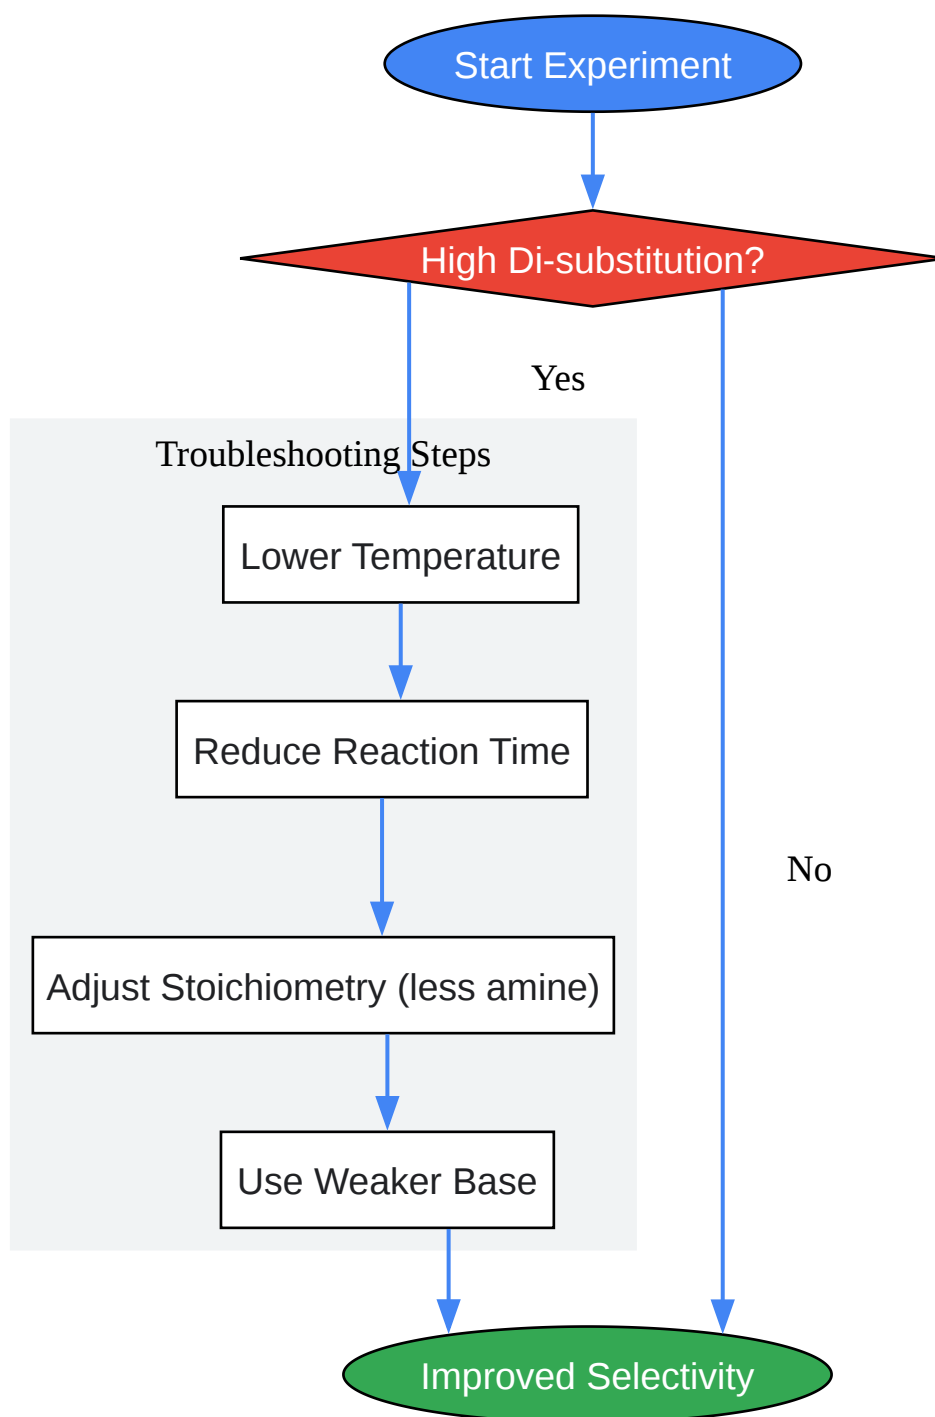 Start Experiment
High Di-substitution?
Yes
Troubleshooting Steps
Lower Temperature
Reduce Reaction Time
No
Adjust Stoichiometry (less amine)
Use Weaker Base
Improved Selectivity